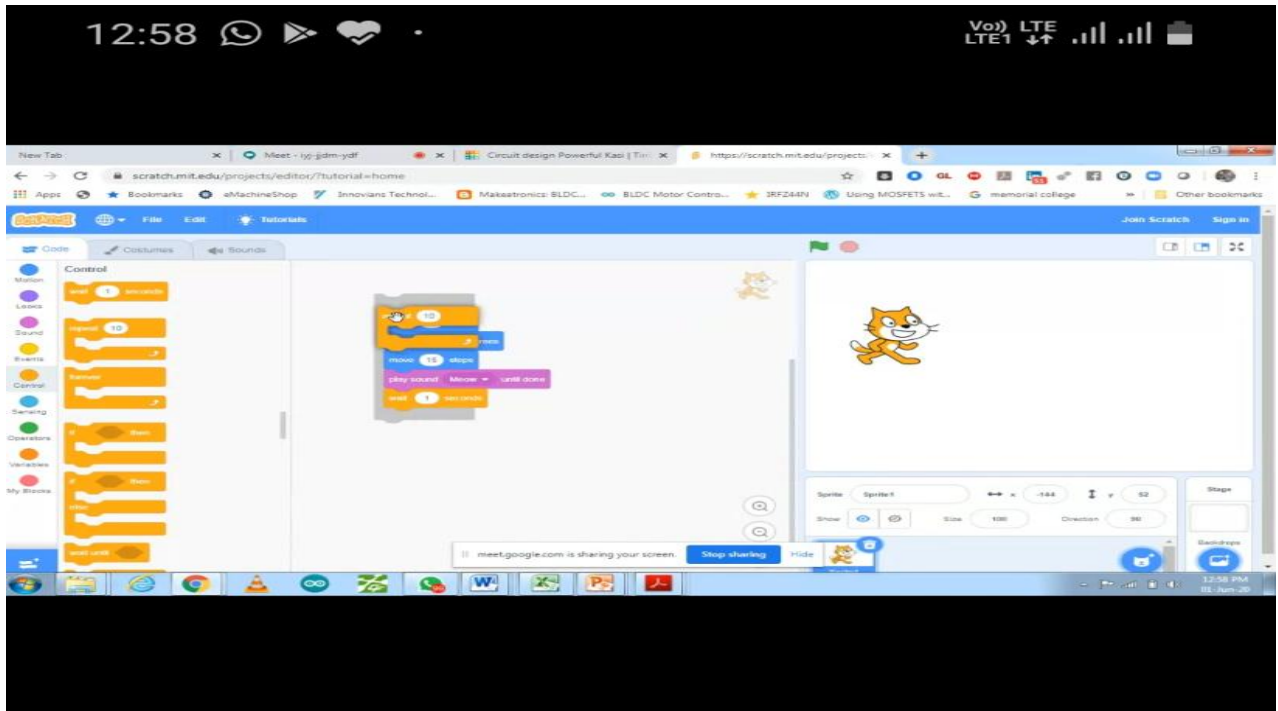 12:58
Vo)) LTE
LTE1
New Tab
Meet - iyj-jjdm-ydf
Circuit design Powerful Kasi | Tin
https://scratch.mit.edu/projects
scratch.mit.edu/projects/editor/?tutorial=home
Apps
Bookmarks
eMachineShop
Innovians Technol...
Makeatronics: BLDC...
BLDC Motor Contro...
IRFZ44N
Using MOSFETS wit...
memorial college
Other bookmarks
SCRATCH
File
Edit
Tutorials
Join Scratch
Sign in
Code
Costumes
Sounds
Motion
Looks
Sound
Events
Control
Sensing
Operators
Variables
My Blocks
Control
wait 1 seconds
repeat 10
forever
if then
if then
else
wait until
10
move 15 steps
play sound Meow until done
wait 1 seconds
Sprite Sprite1 x -144 y 52
Show Size 100 Direction 90
Stage
Backdrops
meet.google.com is sharing your screen.
Stop sharing
Hide
12:58 PM
01-Jun-20